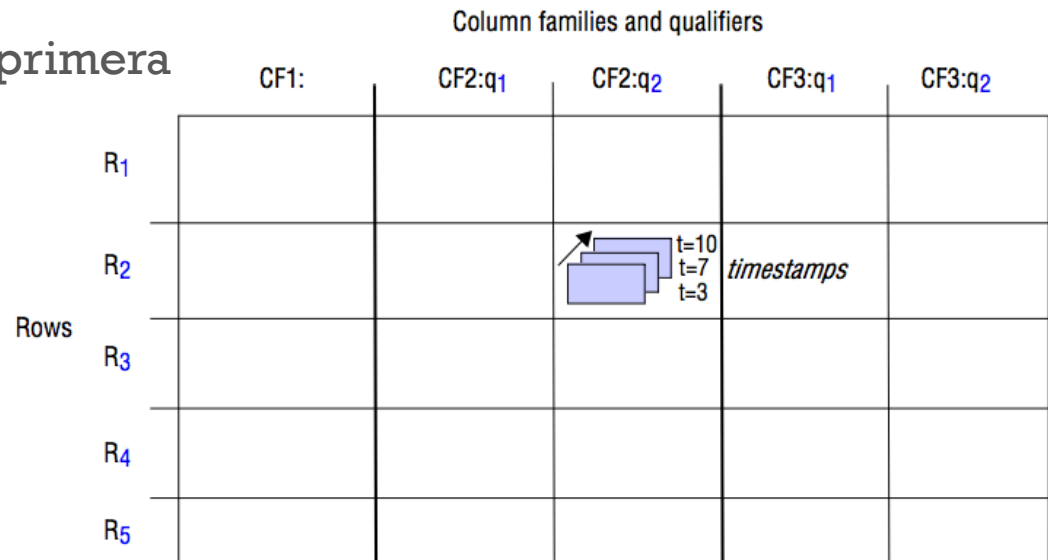 Column families and qualifiers
primera
CF1: CF2:q1 CF2:q2 CF3:q1 CF3:q2
R1
R2 t=10
t=7 timestamps
t=3
Rows
R3
R4
R5